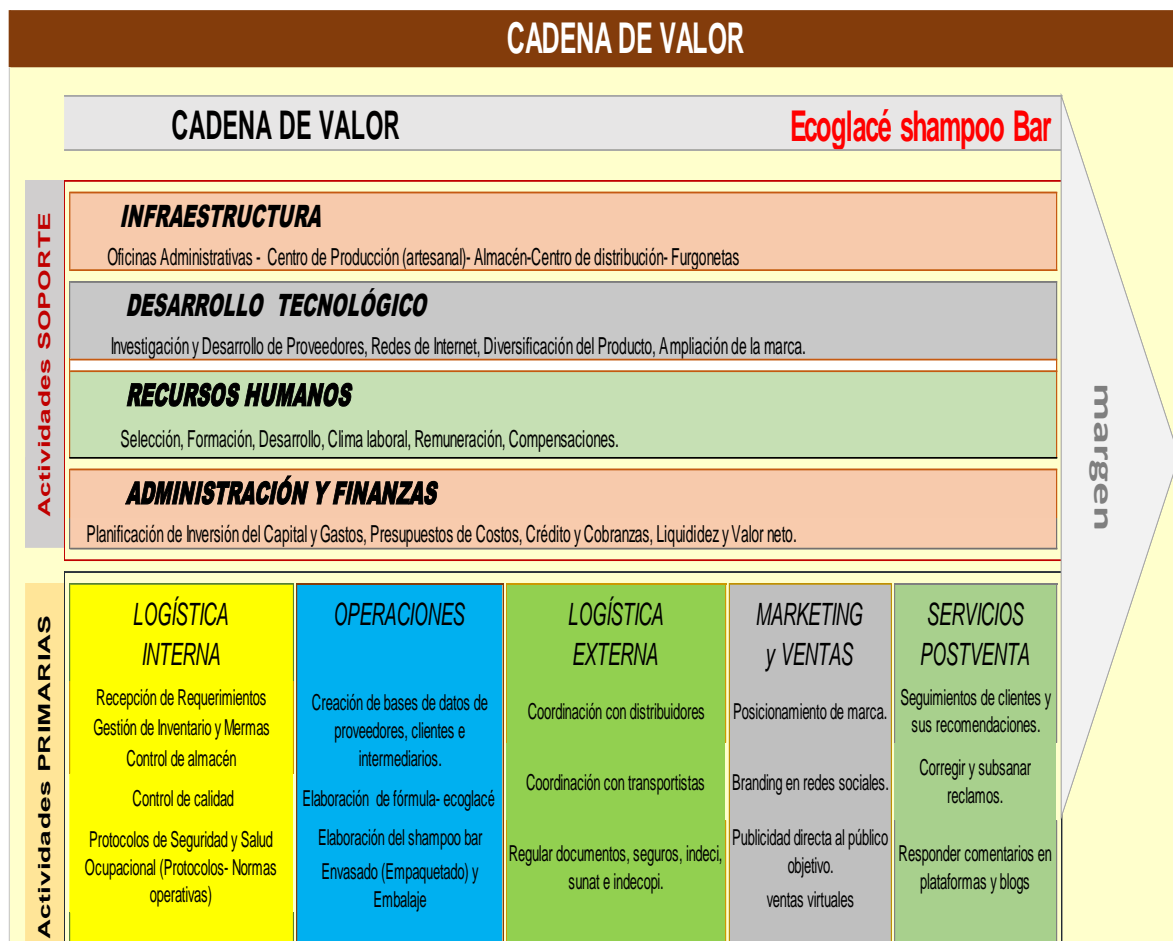 CADENA DE VALOR
CADENA DE VALOR
Ecoglacé shampoo Bar
Actividades SOPORTE
INFRAESTRUCTURA
Oficinas Administrativas - Centro de Producción (artesanal)- Almacén-Centro de distribución- Furgonetas
DESARROLLO TECNOLÓGICO
Investigación y Desarrollo de Proveedores, Redes de Internet, Diversificación del Producto, Ampliación de la marca.
RECURSOS HUMANOS
Selección, Formación, Desarrollo, Clima laboral, Remuneración, Compensaciones.
ADMINISTRACIÓN Y FINANZAS
Planificación de Inversión del Capital y Gastos, Presupuestos de Costos, Crédito y Cobranzas, Liquididez y Valor neto.
margen
Actividades PRIMARIAS
LOGÍSTICA
INTERNA
Recepción de Requerimientos
Gestión de Inventario y Mermas
Control de almacén
Control de calidad
Protocolos de Seguridad y Salud
Ocupacional (Protocolos- Normas
operativas)
OPERACIONES
Creación de bases de datos de
proveedores, clientes e
intermediarios.
Elaboración de fórmula- ecoglacé
Elaboración del shampoo bar
Envasado (Empaquetado) y
Embalaje
LOGÍSTICA
EXTERNA
Coordinación con distribuidores
Coordinación con transportistas
Regular documentos, seguros, indeci,
sunat e indecopi.
MARKETING
y VENTAS
Posicionamiento de marca.
Branding en redes sociales.
Publicidad directa al público
objetivo.
ventas virtuales
SERVICIOS
POSTVENTA
Seguimientos de clientes y
sus recomendaciones.
Corregir y subsanar
reclamos.
Responder comentarios en
plataformas y blogs